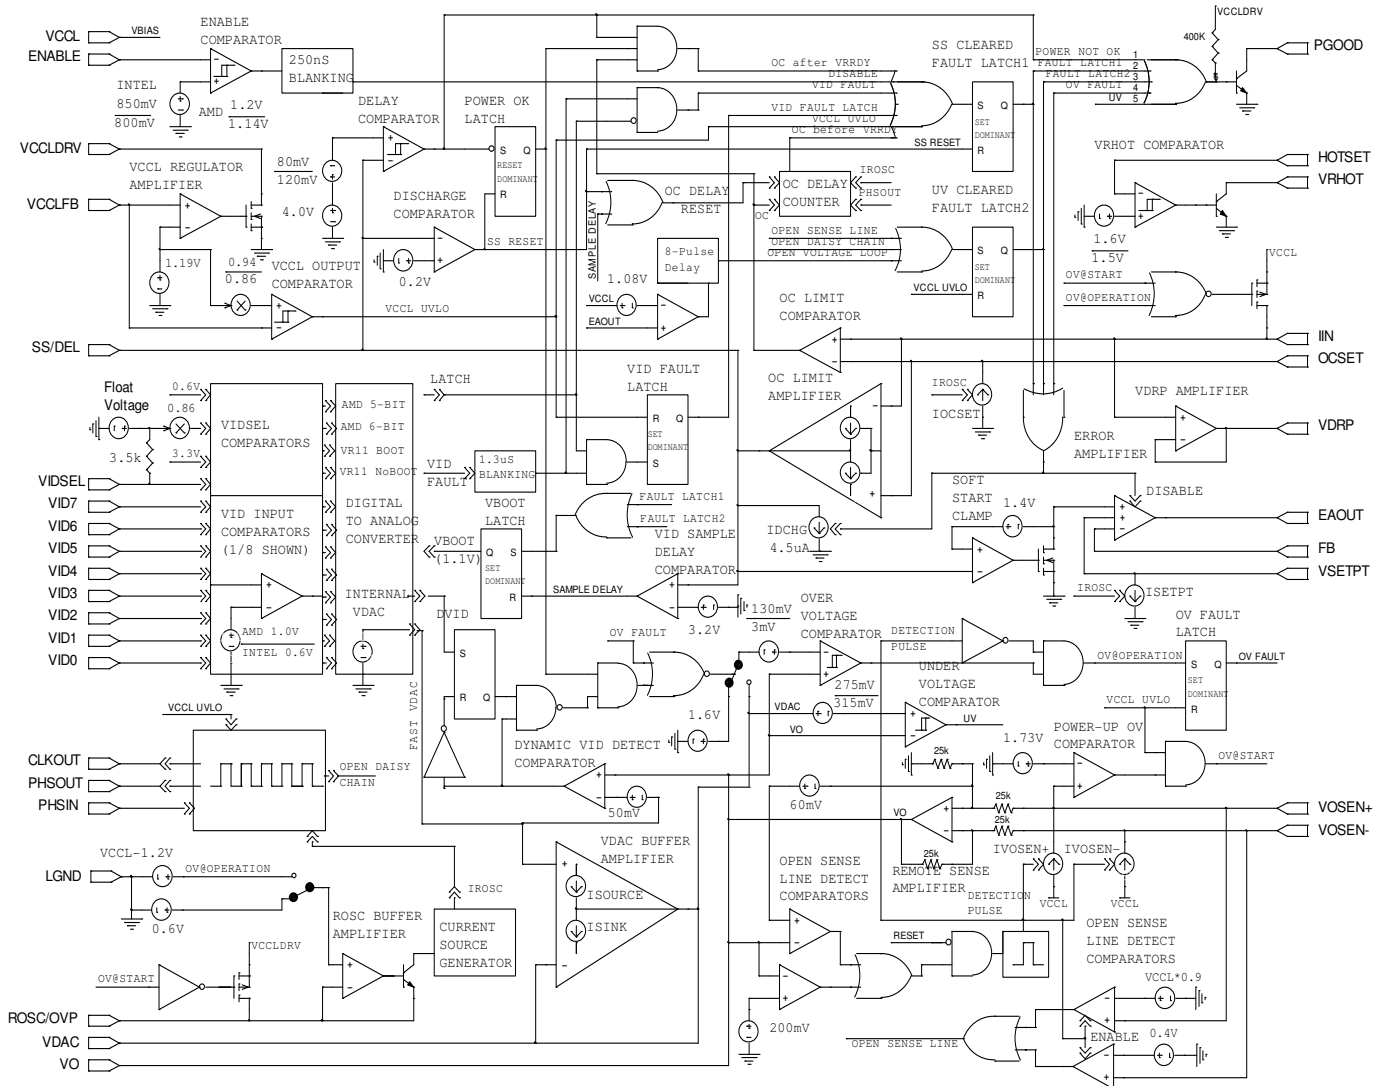 VCCL
VBIAS
ENABLE
ENABLE
COMPARATOR
250nS
BLANKING
INTEL
850mV
800mV
AMD
1.2V
1.14V
VCCLDRV
VCCL REGULATOR
AMPLIFIER
VCCLFB
1.19V
0.94
0.86
VCCL OUTPUT
COMPARATOR
DELAY
COMPARATOR
80mV
120mV
4.0V
DISCHARGE
COMPARATOR
0.2V
POWER OK
LATCH
S
Q
RESET
DOMINANT
R
SS RESET
VCCL UVLO
OC after VRRDY
DISABLE
VID FAULT
VID FAULT LATCH
VCCL UVLO
OC before VRRDY
SS RESET
SS CLEARED
FAULT LATCH1
S
Q
SET
DOMINANT
R
SAMPLE DELAY
OC DELAY
RESET
OC DELAY
COUNTER
IROSC
PHSOUT
OC
UV CLEARED
FAULT LATCH2
OPEN SENSE LINE
OPEN DAISY CHAIN
OPEN VOLTAGE LOOP
S
Q
SET
DOMINANT
R
VCCL UVLO
8-Pulse
Delay
1.08V
VCCL
EAOUT
VCCLDRV
400K
POWER NOT OK
FAULT LATCH1
FAULT LATCH2
OV FAULT
UV
1
2
3
4
5
PGOOD
VRHOT COMPARATOR
HOTSET
VRHOT
1.6V
1.5V
VCCL
OV@START
OV@OPERATION
OC LIMIT
COMPARATOR
IIN
OCSET
SS/DEL
Float
Voltage
0.6V
0.86
3.3V
3.5k
VIDSEL
COMPARATORS
AMD 5-BIT
AMD 6-BIT
VR11 BOOT
VR11 NoBOOT
LATCH
VID
FAULT
1.3uS
BLANKING
VID FAULT
LATCH
R
Q
SET
DOMINANT
S
OC LIMIT
AMPLIFIER
IROSC
IOCSET
VDRP AMPLIFIER
VDRP
ERROR
AMPLIFIER
VIDSEL
VID7
VID6
VID5
VID4
VID3
VID2
VID1
VID0
VID INPUT
COMPARATORS
(1/8 SHOWN)
AMD 1.0V
INTEL 0.6V
DIGITAL
TO ANALOG
CONVERTER
INTERNAL
VDAC
VBOOT
LATCH
VBOOT
(1.1V)
Q
S
SET
DOMINANT
R
FAULT LATCH1
FAULT LATCH2
VID SAMPLE
DELAY
COMPARATOR
SAMPLE DELAY
3.2V
IDCHG
4.5uA
SOFT
START
CLAMP
1.4V
DISABLE
EAOUT
FB
VSETPT
IROSC
ISETPT
DVID
S
R
Q
FAST VDAC
OV FAULT
130mV
3mV
OVER
VOLTAGE
COMPARATOR
275mV
315mV
1.6V
DYNAMIC VID DETECT
COMPARATOR
50mV
DETECTION
PULSE
UNDER
VOLTAGE
COMPARATOR
VDAC
VO
UV
OV FAULT
LATCH
OV@OPERATION
S
Q
SET
DOMINANT
R
OV FAULT
VCCL UVLO
POWER-UP OV
COMPARATOR
1.73V
OV@START
VCCL UVLO
CLKOUT
PHSOUT
PHSIN
OPEN DAISY
CHAIN
60mV
25k
VO
25k
25k
25k
REMOTE SENSE
AMPLIFIER
VOSEN+
VOSEN-
IVOSEN+
IVOSEN-
VCCL
VCCL
LGND
VCCL-1.2V
OV@OPERATION
0.6V
IROSC
ROSC BUFFER
AMPLIFIER
CURRENT
SOURCE
GENERATOR
VCCLDRV
OV@START
VDAC BUFFER
AMPLIFIER
ISOURCE
ISINK
OPEN SENSE
LINE DETECT
COMPARATORS
DETECTION
PULSE
RESET
200mV
OPEN SENSE
LINE DETECT
COMPARATORS
VCCL*0.9
ENABLE
0.4V
OPEN SENSE LINE
ROSC/OVP
VDAC
VO